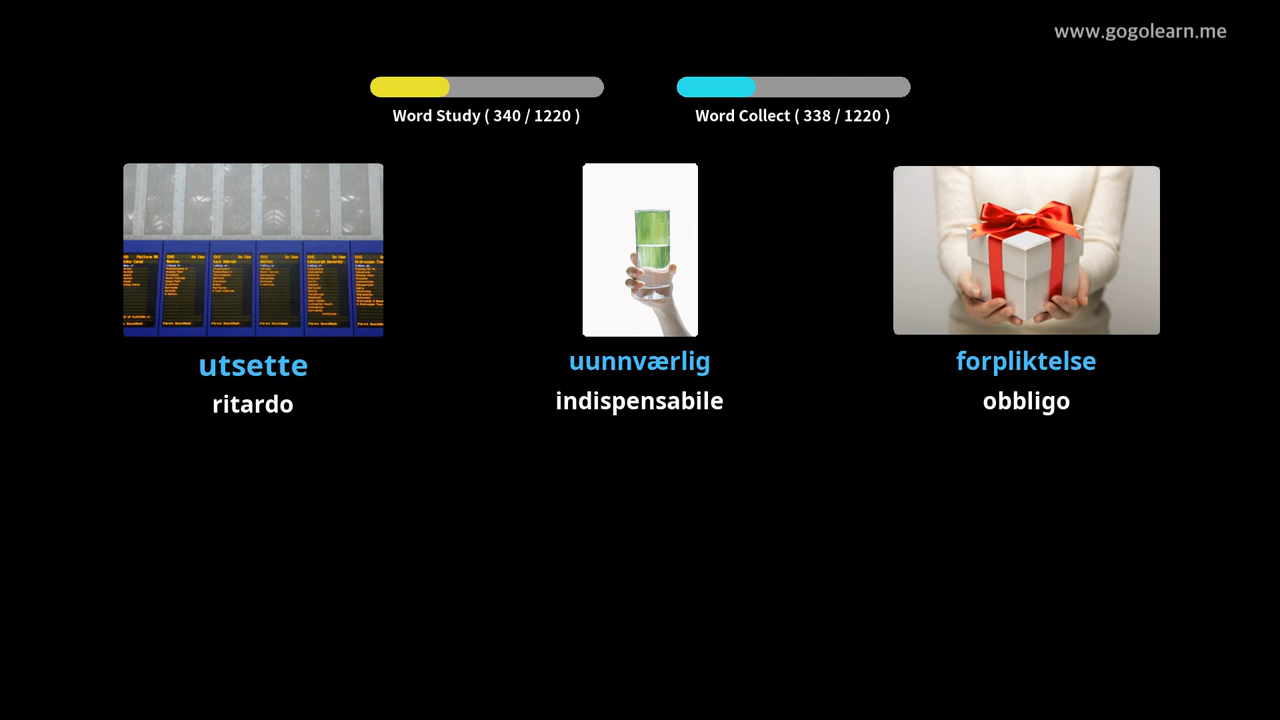 www.gogolearn.me
Word Study ( 340 / 1220 )
Word Collect ( 338 / 1220 )
utsette
ritardo
uunnværlig
indispensabile
forpliktelse
obbligo